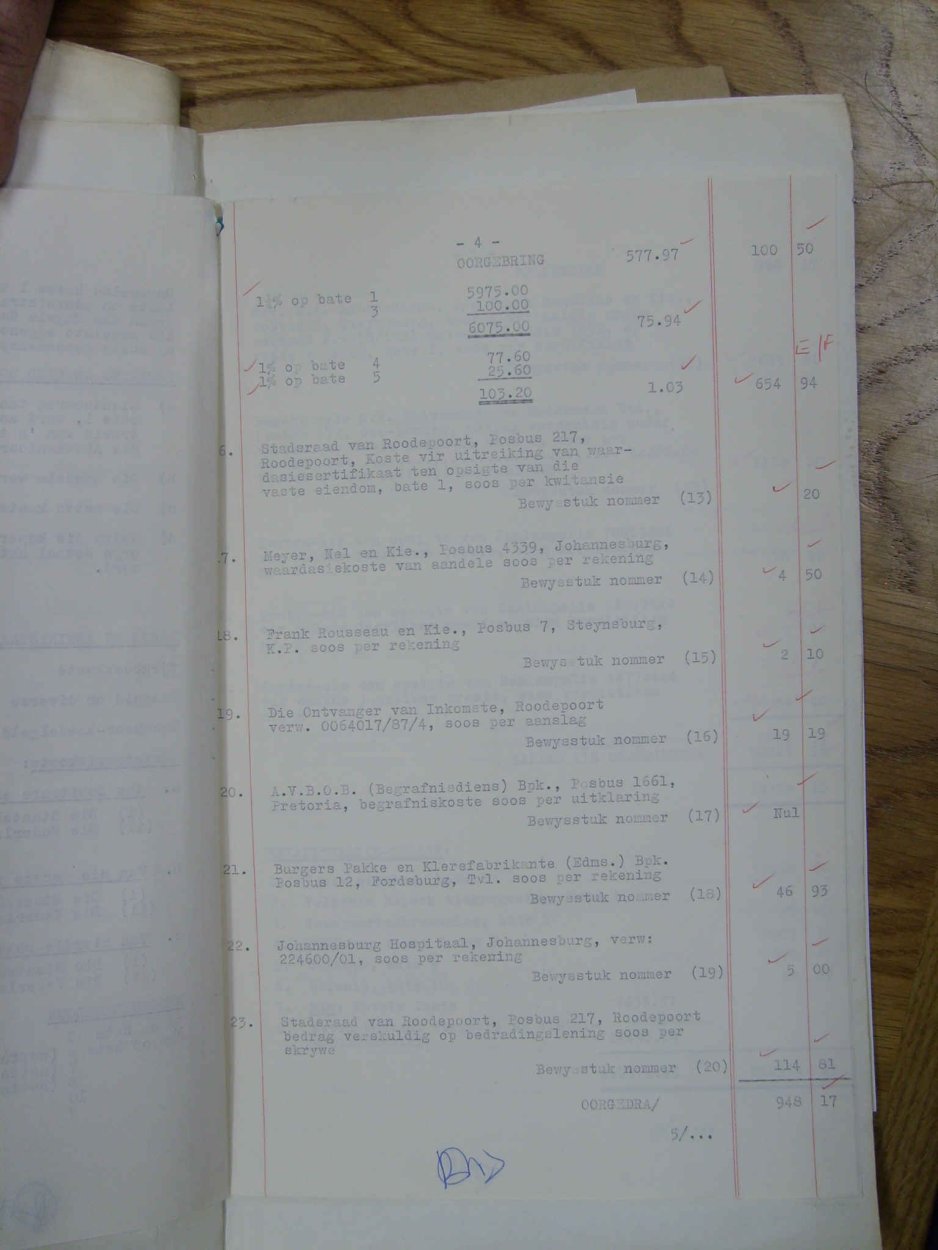 - 4 -
OORGEBRING 577.97 100 50
1¼% op bate 1 5975.00
3 100.00
6075.00 75.94
E/F
1% op bate 4 77.60
1% op bate 5 25.60
103.20 1.03 654 94
6. Stadsraad van Roodepoort, Posbus 217,
Roodepoort, Koste vir uitreiking van waar-
dasiesertifikaat ten opsigte van die
vaste eiendom, bate 1, soos per kwitansie
Bewysstuk nommer (13) 20
7. Meyer, Nel en Kie., Posbus 4339, Johannesburg,
waardasiekoste van aandele soos per rekening
Bewysstuk nommer (14) 4 50
18. Frank Rousseau en Kie., Posbus 7, Steynsburg,
K.P. soos per rekening
Bewysstuk nommer (15) 2 10
19. Die Ontvanger van Inkomste, Roodepoort
verw. 0064017/87/4, soos per aanslag
Bewysstuk nommer (16) 19 19
20. A.V.B.O.B. (Begrafnisdiens) Bpk., Posbus 1661,
Pretoria, begrafniskoste soos per uitklaring
Bewysstuk nommer (17) Nul
21. Burgers Pakke en Klerefabrikante (Edms.) Bpk.
Posbus 12, Fordsburg, Tvl. soos per rekening
Bewysstuk nommer (18) 46 93
22. Johannesburg Hospitaal, Johannesburg, verw:
224600/01, soos per rekening
Bewysstuk nommer (19) 5 00
23. Stadsraad van Roodepoort, Posbus 217, Roodepoort
bedrag verskuldig op bedradingslening soos per
skrywe
Bewysstuk nommer (20) 114 81
OORGEDRA/ 948 17
5/...